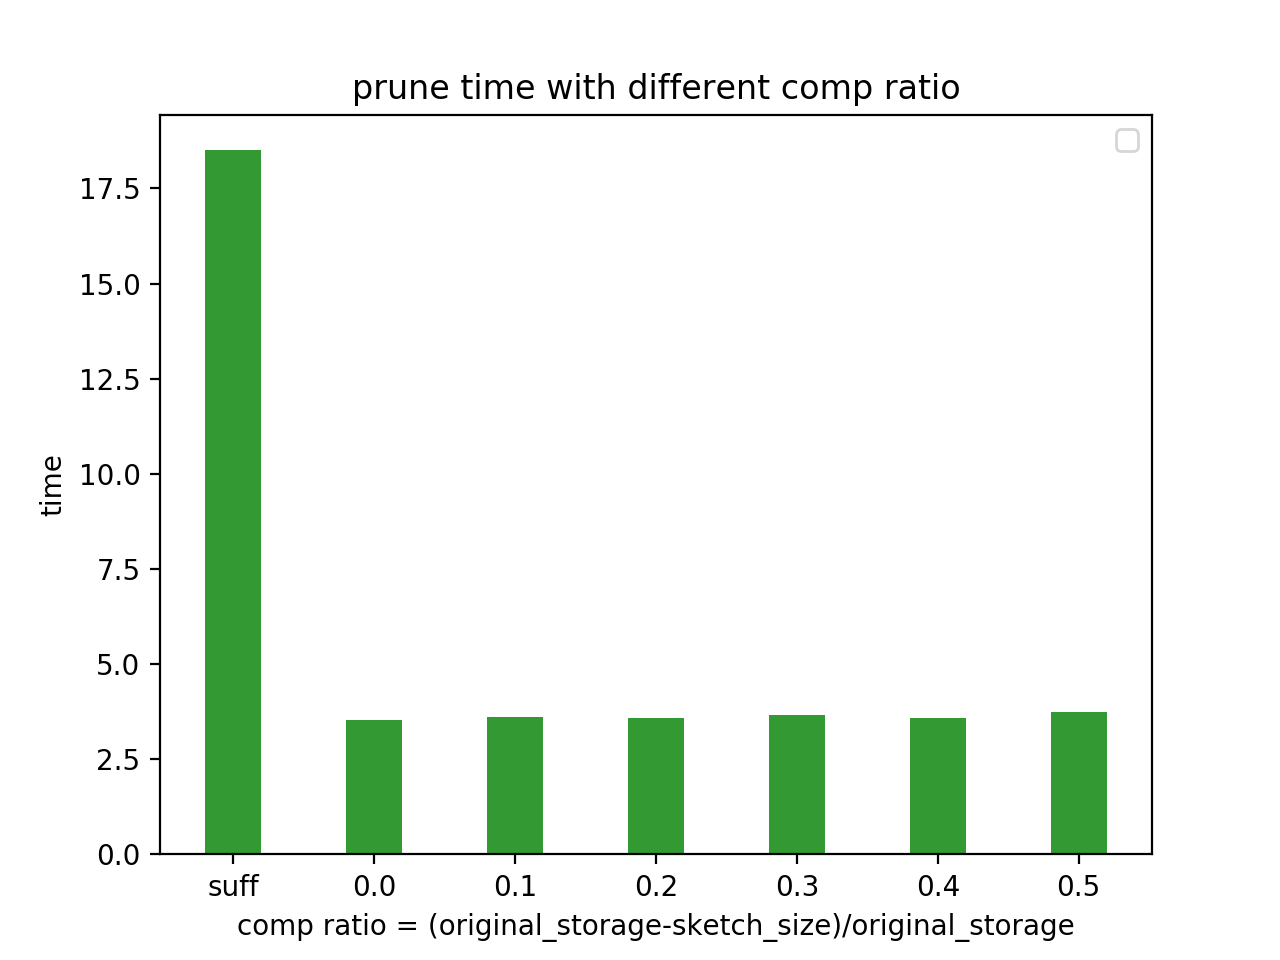 prune time with different comp ratio
17.5
15.0
12.5
10.0
7.5
5.0
2.5
0.0
time
suff 0.0 0.1 0.2 0.3 0.4 0.5
comp ratio = (original_storage-sketch_size)/original_storage